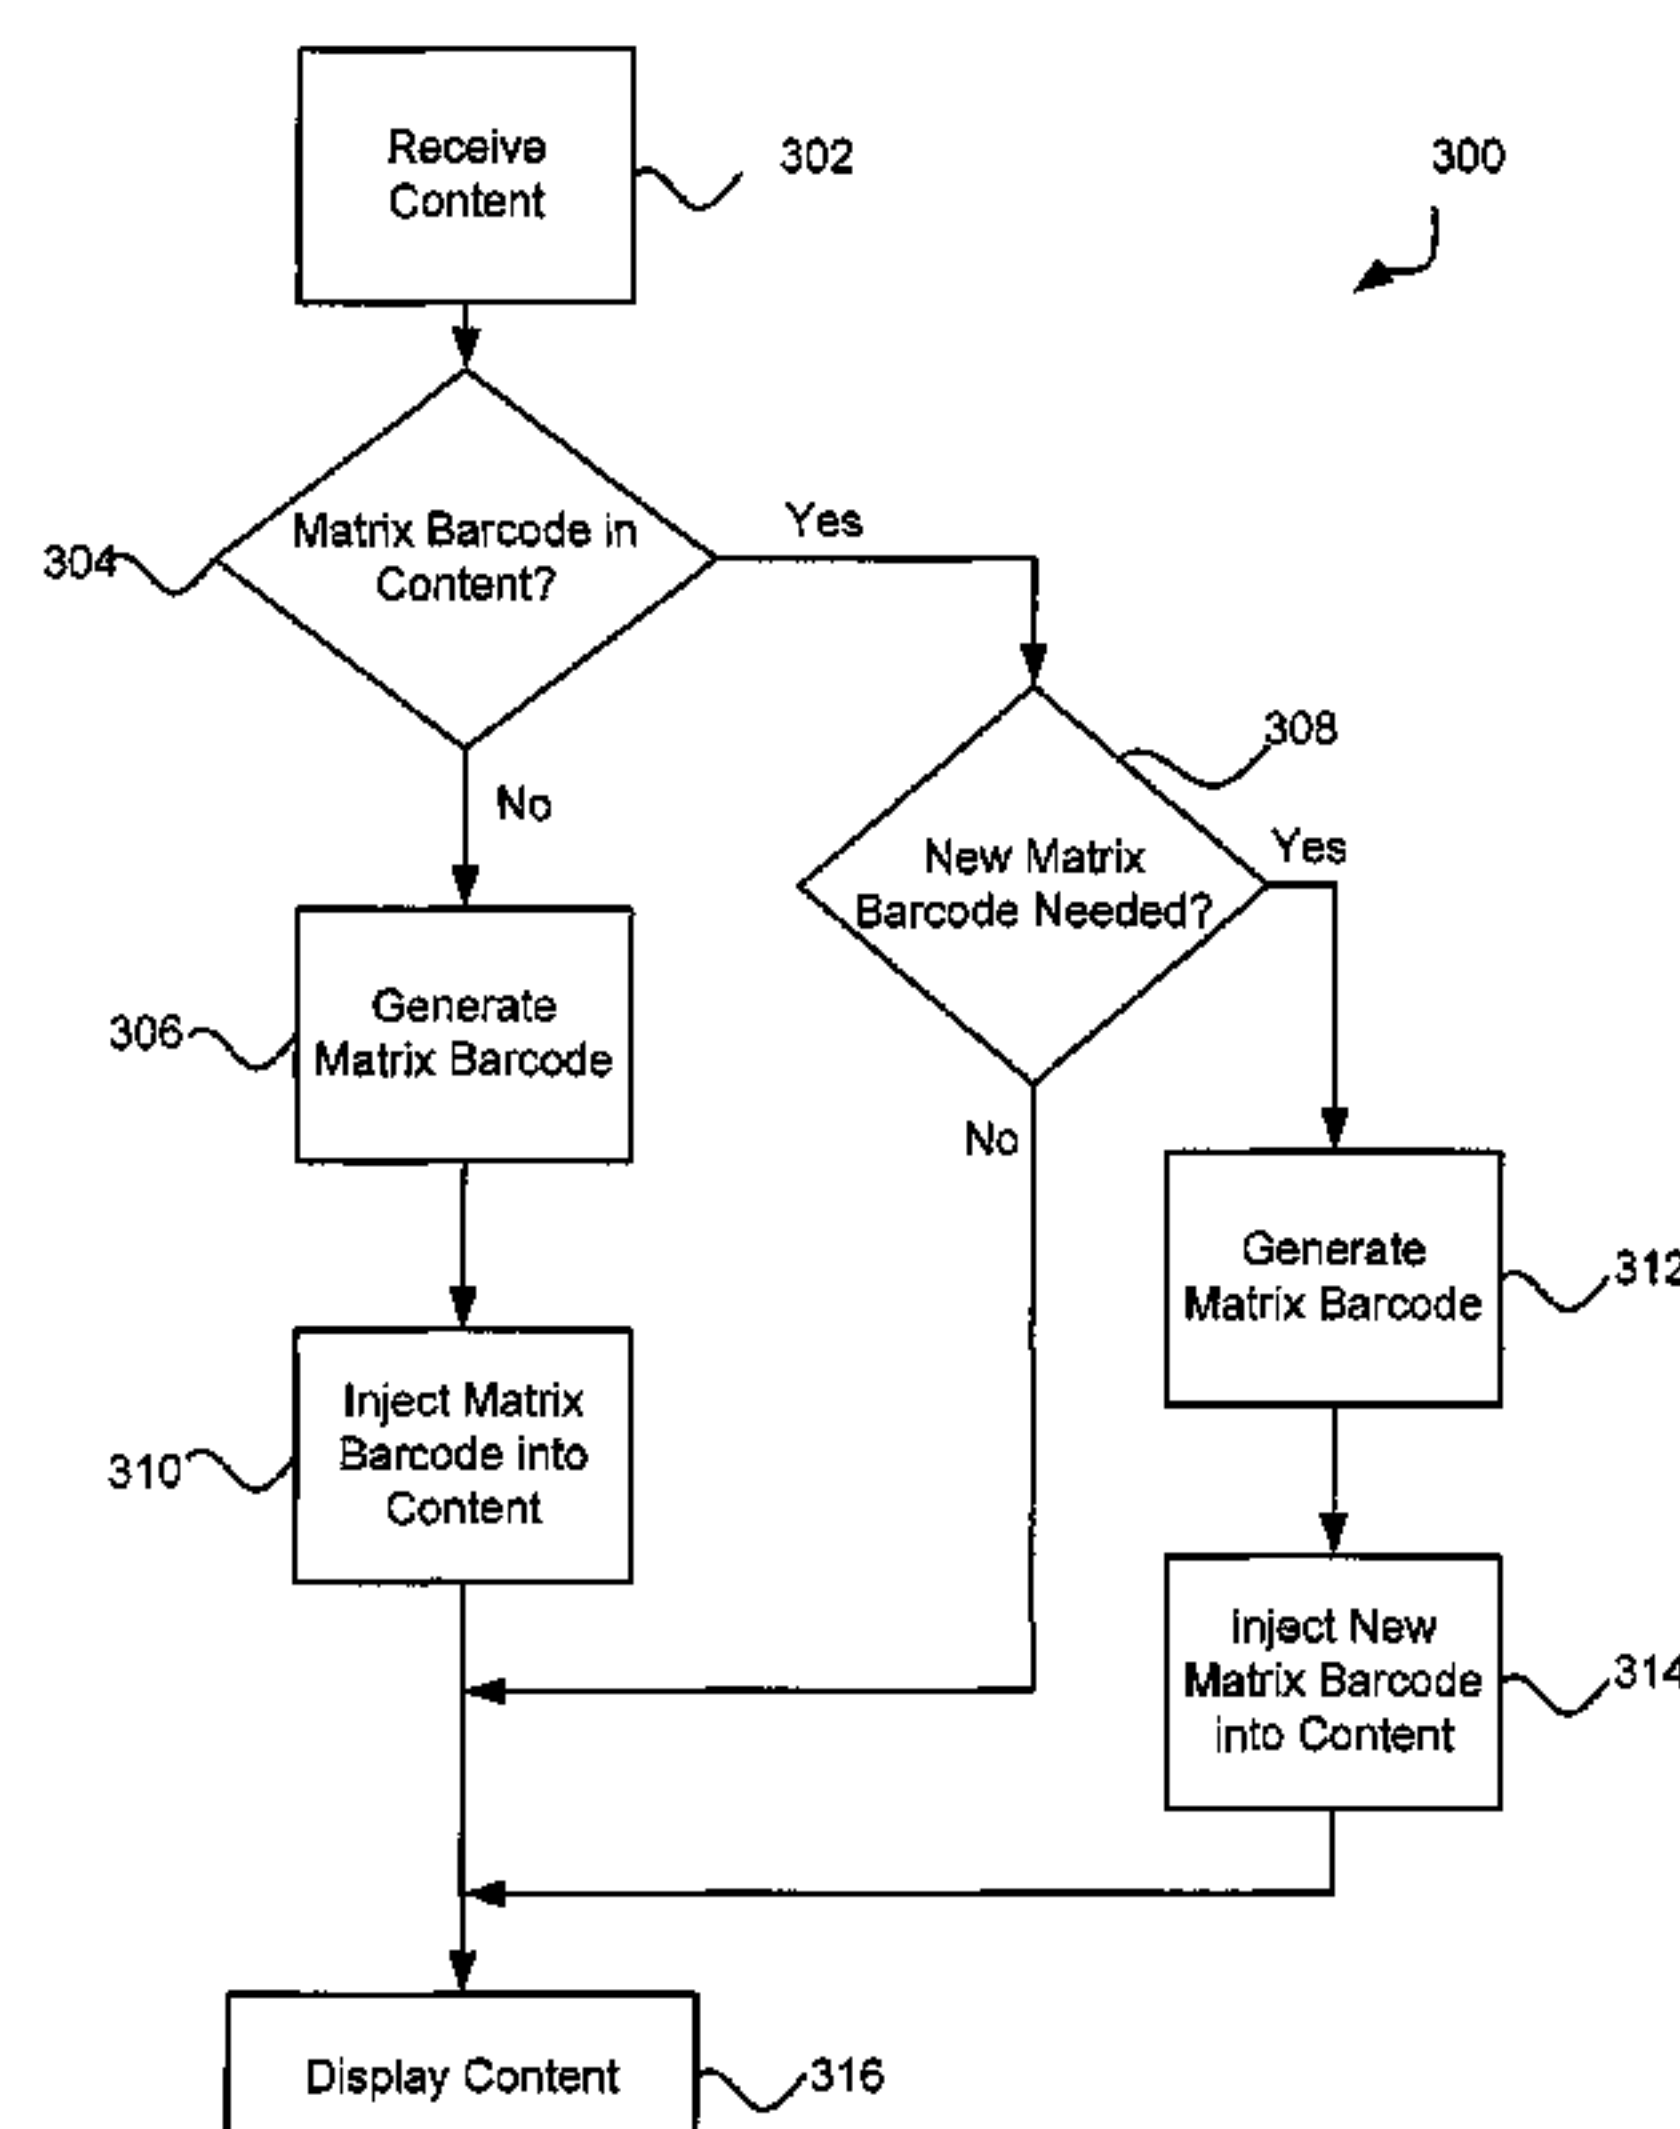 Receive
Content
302
300
Matrix Barcode in
Content?
304
Yes
No
308
New Matrix
Barcode Needed?
Yes
No
Generate
Matrix Barcode
306
Generate
Matrix Barcode
312
Inject Matrix
Barcode into
Content
310
Inject New
Matrix Barcode
into Content
314
Display Content
316